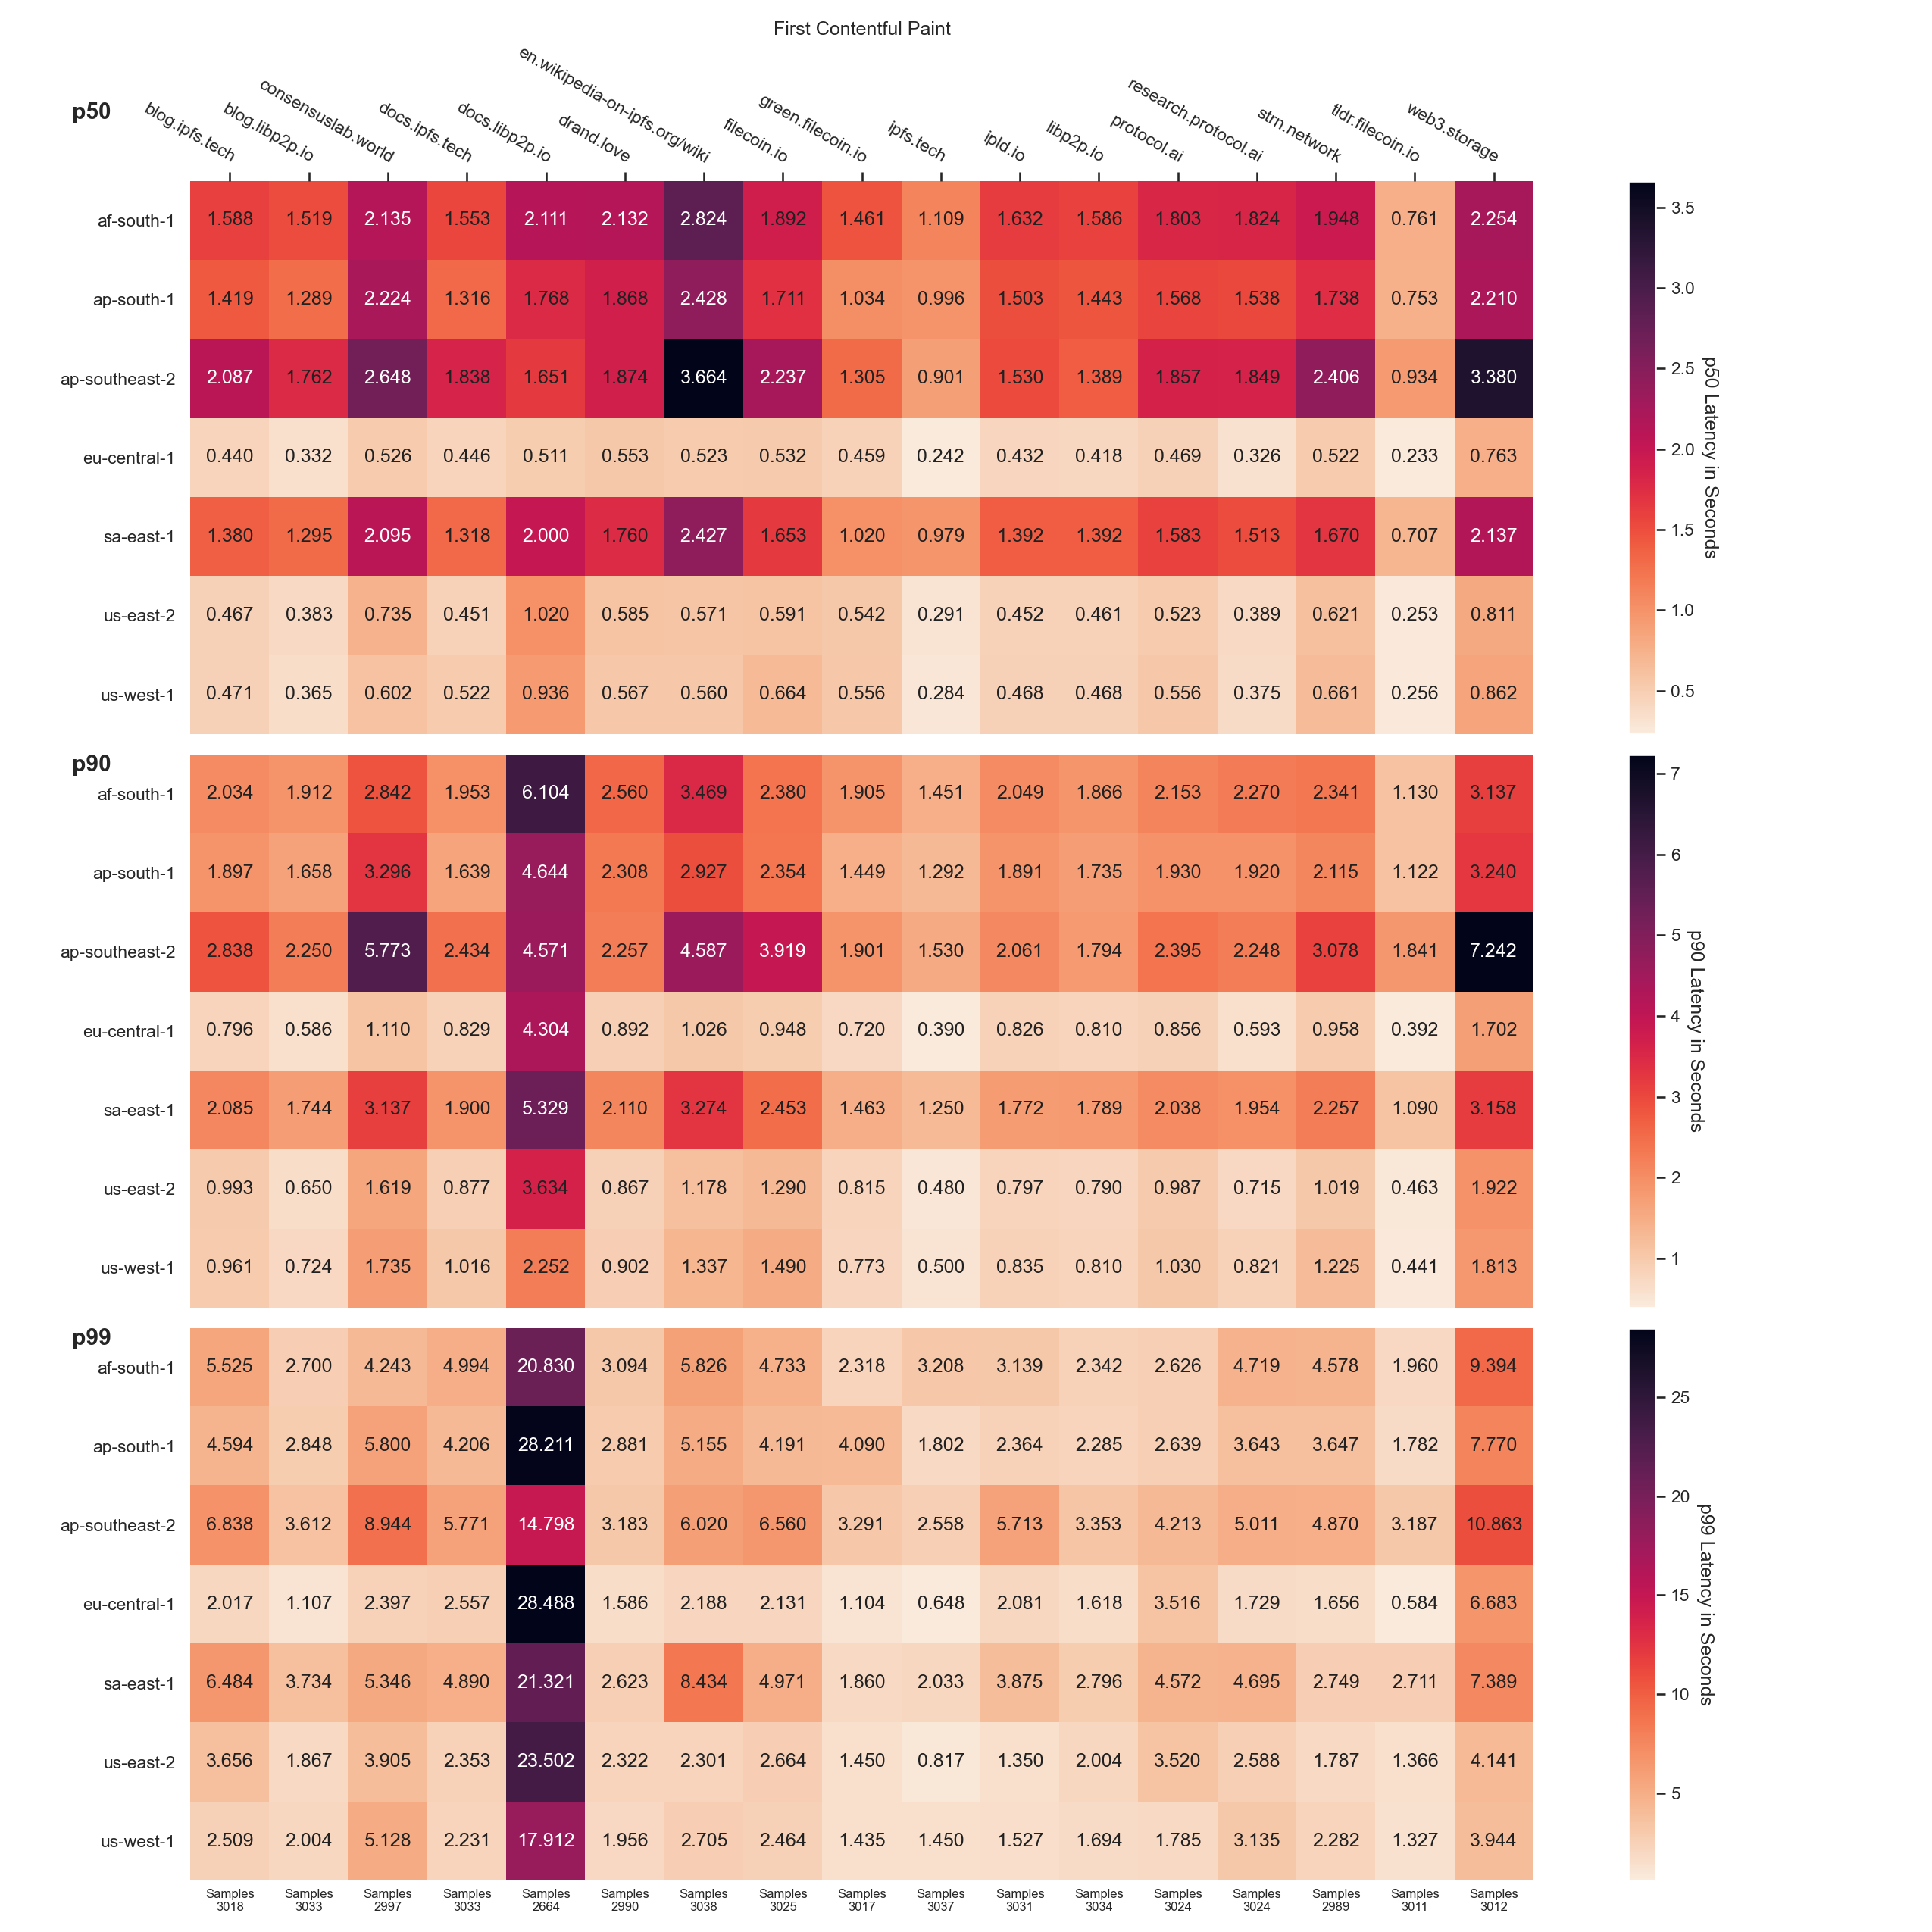 First Contentful Paint
p50
blog.ipfs.tech
blog.libp2p.io
consensuslab.world
docs.ipfs.tech
docs.libp2p.io
drand.love
en.wikipedia-on-ipfs.org/wiki
filecoin.io
green.filecoin.io
ipfs.tech
ipld.io
libp2p.io
protocol.ai
research.protocol.ai
strn.network
tldr.filecoin.io
web3.storage
af-south-1 1.588 1.519 2.135 1.553 2.111 2.132 2.824 1.892 1.461 1.109 1.632 1.586 1.803 1.824 1.948 0.761 2.254
ap-south-1 1.419 1.289 2.224 1.316 1.768 1.868 2.428 1.711 1.034 0.996 1.503 1.443 1.568 1.538 1.738 0.753 2.210
ap-southeast-2 2.087 1.762 2.648 1.838 1.651 1.874 3.664 2.237 1.305 0.901 1.530 1.389 1.857 1.849 2.406 0.934 3.380
eu-central-1 0.440 0.332 0.526 0.446 0.511 0.553 0.523 0.532 0.459 0.242 0.432 0.418 0.469 0.326 0.522 0.233 0.763
sa-east-1 1.380 1.295 2.095 1.318 2.000 1.760 2.427 1.653 1.020 0.979 1.392 1.392 1.583 1.513 1.670 0.707 2.137
us-east-2 0.467 0.383 0.735 0.451 1.020 0.585 0.571 0.591 0.542 0.291 0.452 0.461 0.523 0.389 0.621 0.253 0.811
us-west-1 0.471 0.365 0.602 0.522 0.936 0.567 0.560 0.664 0.556 0.284 0.468 0.468 0.556 0.375 0.661 0.256 0.862
3.5
3.0
2.5
2.0
1.5
1.0
0.5
p50 Latency in Seconds
p90
af-south-1 2.034 1.912 2.842 1.953 6.104 2.560 3.469 2.380 1.905 1.451 2.049 1.866 2.153 2.270 2.341 1.130 3.137
ap-south-1 1.897 1.658 3.296 1.639 4.644 2.308 2.927 2.354 1.449 1.292 1.891 1.735 1.930 1.920 2.115 1.122 3.240
ap-southeast-2 2.838 2.250 5.773 2.434 4.571 2.257 4.587 3.919 1.901 1.530 2.061 1.794 2.395 2.248 3.078 1.841 7.242
eu-central-1 0.796 0.586 1.110 0.829 4.304 0.892 1.026 0.948 0.720 0.390 0.826 0.810 0.856 0.593 0.958 0.392 1.702
sa-east-1 2.085 1.744 3.137 1.900 5.329 2.110 3.274 2.453 1.463 1.250 1.772 1.789 2.038 1.954 2.257 1.090 3.158
us-east-2 0.993 0.650 1.619 0.877 3.634 0.867 1.178 1.290 0.815 0.480 0.797 0.790 0.987 0.715 1.019 0.463 1.922
us-west-1 0.961 0.724 1.735 1.016 2.252 0.902 1.337 1.490 0.773 0.500 0.835 0.810 1.030 0.821 1.225 0.441 1.813
7
6
5
4
3
2
1
p90 Latency in Seconds
p99
af-south-1 5.525 2.700 4.243 4.994 20.830 3.094 5.826 4.733 2.318 3.208 3.139 2.342 2.626 4.719 4.578 1.960 9.394
ap-south-1 4.594 2.848 5.800 4.206 28.211 2.881 5.155 4.191 4.090 1.802 2.364 2.285 2.639 3.643 3.647 1.782 7.770
ap-southeast-2 6.838 3.612 8.944 5.771 14.798 3.183 6.020 6.560 3.291 2.558 5.713 3.353 4.213 5.011 4.870 3.187 10.863
eu-central-1 2.017 1.107 2.397 2.557 28.488 1.586 2.188 2.131 1.104 0.648 2.081 1.618 3.516 1.729 1.656 0.584 6.683
sa-east-1 6.484 3.734 5.346 4.890 21.321 2.623 8.434 4.971 1.860 2.033 3.875 2.796 4.572 4.695 2.749 2.711 7.389
us-east-2 3.656 1.867 3.905 2.353 23.502 2.322 2.301 2.664 1.450 0.817 1.350 2.004 3.520 2.588 1.787 1.366 4.141
us-west-1 2.509 2.004 5.128 2.231 17.912 1.956 2.705 2.464 1.435 1.450 1.527 1.694 1.785 3.135 2.282 1.327 3.944
25
20
15
10
5
p99 Latency in Seconds
Samples Samples Samples Samples Samples Samples Samples Samples Samples Samples Samples Samples Samples Samples Samples Samples Samples
3018 3033 2997 3033 2664 2990 3038 3025 3017 3037 3031 3034 3024 3024 2989 3011 3012